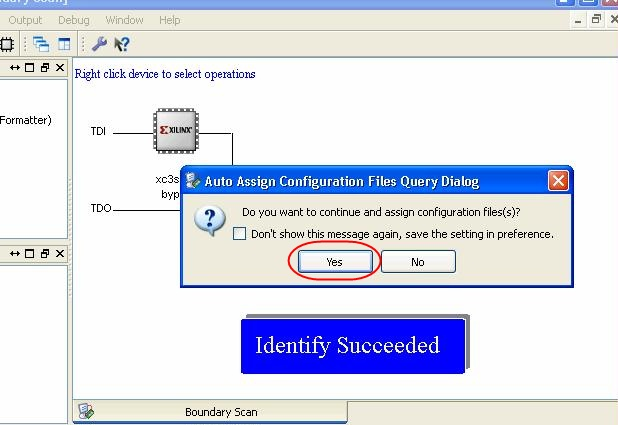 Output Debug Window Help
Right click device to select operations
Formatter)
TDI
XILINX
xc3s
byp
TDO
Auto Assign Configuration Files Query Dialog
Do you want to continue and assign configuration files(s)?
Don't show this message again, save the setting in preference.
Yes No
Identify Succeeded
Boundary Scan